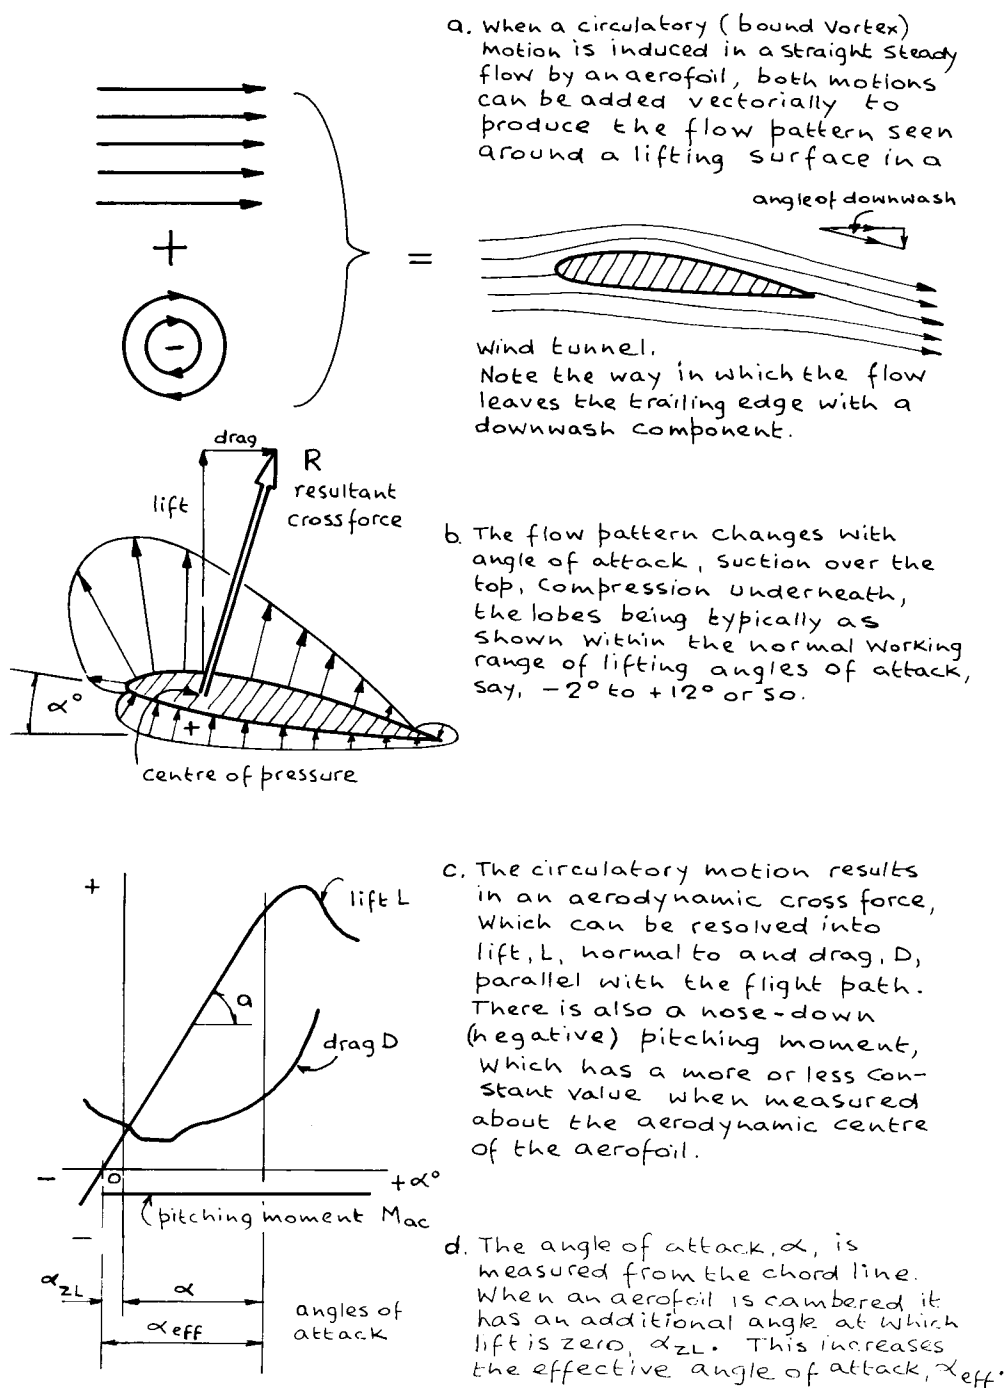 a. When a circulatory (bound vortex)
motion is induced in a straight steady
flow by an aerofoil, both motions
can be added vectorially to
produce the flow pattern seen
around a lifting surface in a
angle of downwash
+
=
-
wind tunnel.
Note the way in which the flow
leaves the trailing edge with a
downwash component.
drag
R
resultant
cross force
lift
b. The flow pattern changes with
angle of attack, suction over the
top, compression underneath,
the lobes being typically as
shown within the normal working
range of lifting angles of attack,
say, -2° to +12° or so.
α°
+
centre of pressure
c. The circulatory motion results
in an aerodynamic cross force,
which can be resolved into
lift, L, normal to and drag, D,
parallel with the flight path.
There is also a nose-down
(negative) pitching moment,
which has a more or less con-
stant value when measured
about the aerodynamic centre
of the aerofoil.
+
lift L
a
drag D
-
0
+α°
pitching moment Mac
-
αZL
α
αeff
angles of
attack
d. The angle of attack, α, is
measured from the chord line.
When an aerofoil is cambered it
has an additional angle at which
lift is zero, αZL. This increases
the effective angle of attack, αeff.